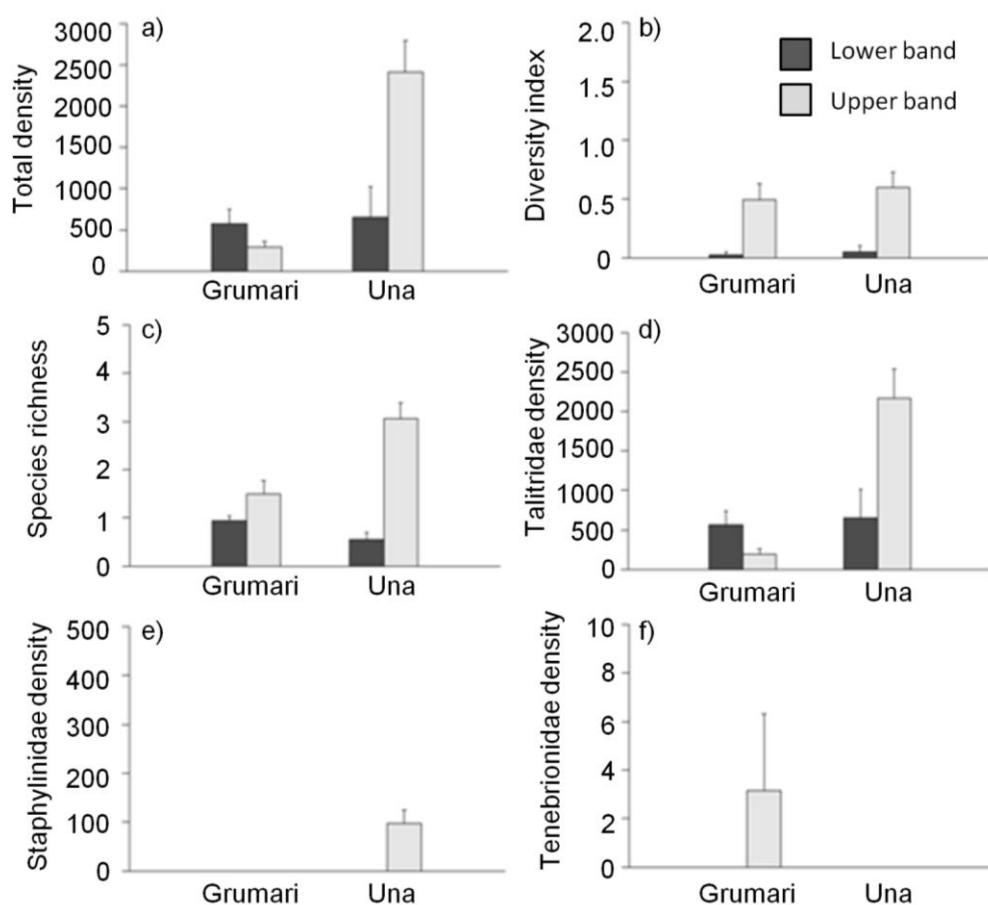 a)
Total density
3000
2500
2000
1500
1000
500
0
Grumari Una
b)
Diversity index
2.0
1.5
1.0
0.5
0
Lower band
Upper band
Grumari Una
c)
Species richness
5
4
3
2
1
0
Grumari Una
d)
Talitridae density
3000
2500
2000
1500
1000
500
0
Grumari Una
e)
Staphylinidae density
500
400
300
200
100
0
Grumari Una
f)
Tenebrionidae density
10
8
6
4
2
0
Grumari Una